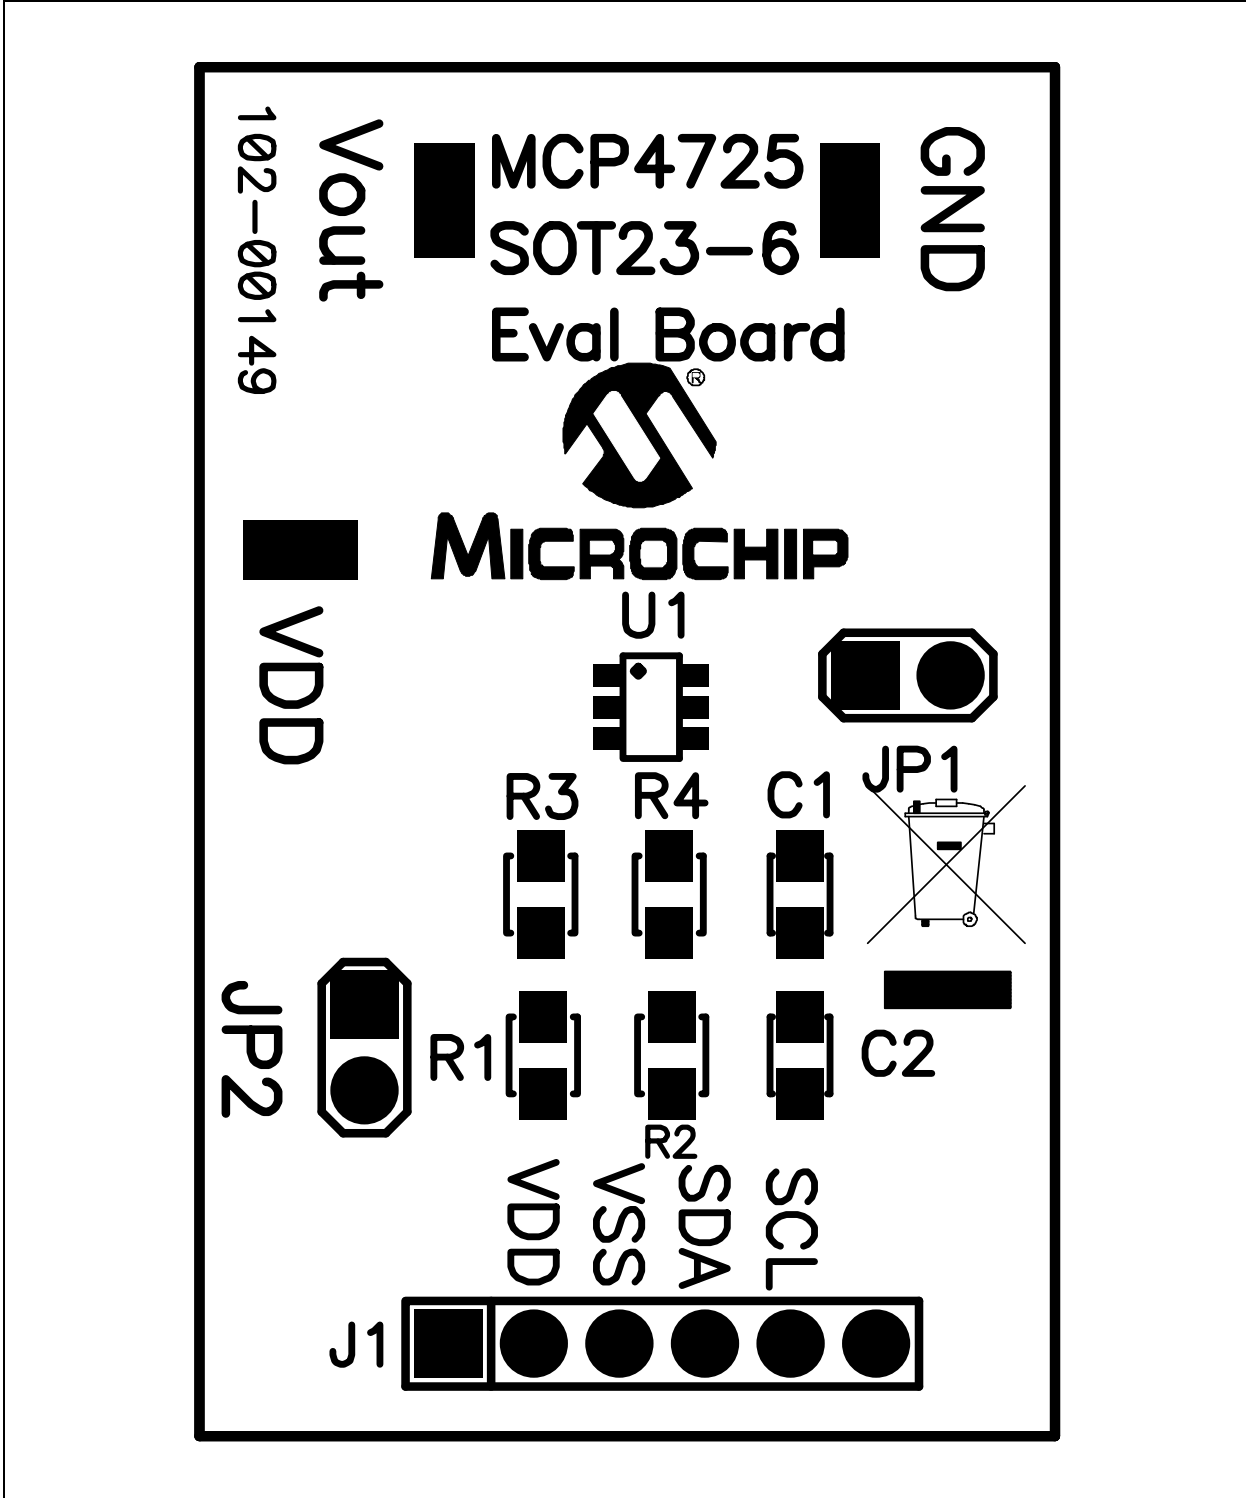 102-00149
Vout
MCP4725
SOT23-6
Eval Board
GND
®
MICROCHIP
VDD
U1
JP1
R3
R4
C1
JP2
R1
C2
R2
VDD
VSS
SDA
SCL
J1